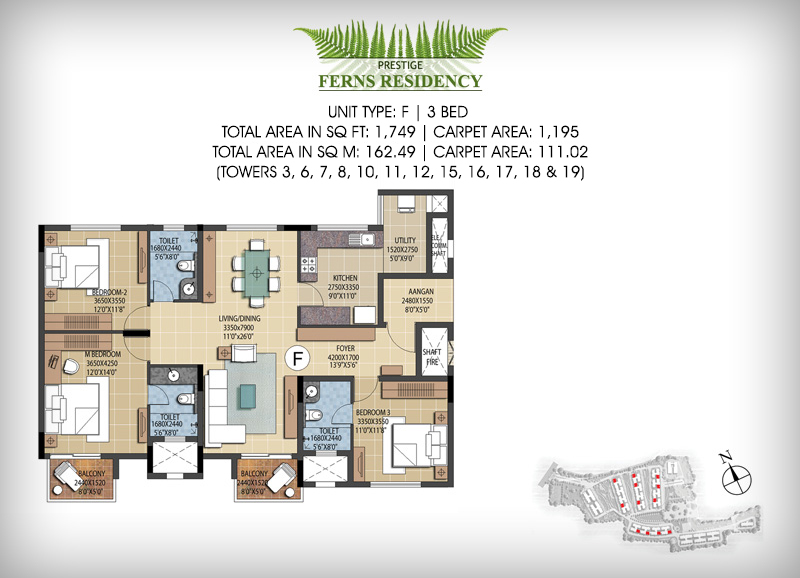 PRESTIGE
FERNS RESIDENCY
UNIT TYPE: F | 3 BED
TOTAL AREA IN SQ FT: 1,749 | CARPET AREA: 1,195
TOTAL AREA IN SQ M: 162.49 | CARPET AREA: 111.02
(TOWERS 3, 6, 7, 8, 10, 11, 12, 15, 16, 17, 18 & 19)
TOILET
1680X2440
5'6"X8'0"
UTILITY
1520X2750
5'0"X9'0"
ELE/
COMM.
SHAFT
BEDROOM-2
3650X3550
12'0"X11'8"
KITCHEN
2750X3350
9'0"X11'0"
AANGAN
2480X1550
8'0"X5'0"
LIVING/DINING
3350x7900
11'0"x26'0"
FOYER
4200X1700
13'9"X5'6"
SHAFT
FIRE
M BEDROOM
3650X4250
12'0"X14'0"
F
TOILET
1680X2440
5'6"X8'0"
TOILET
1680X2440
5'6"X8'0"
BEDROOM 3
3350X3550
11'0"X11'8"
BALCONY
2440X1520
8'0"X5'0"
BALCONY
2440X1520
8'0"X5'0"
N